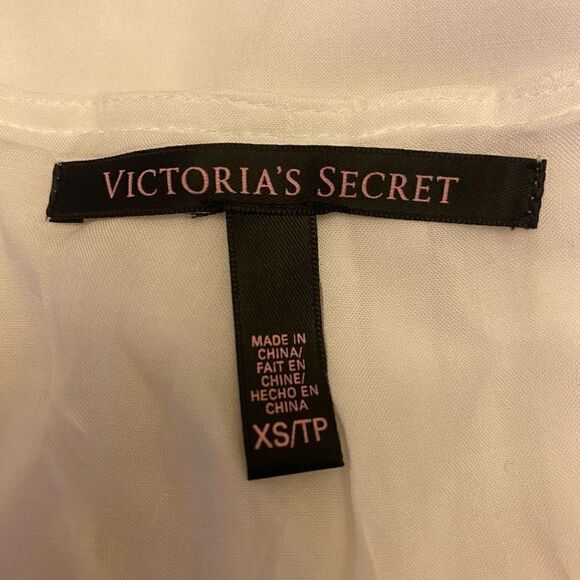 VICTORIA'S SECRET
MADE IN
CHINA/
FAIT EN
CHINE/
HECHO EN
CHINA
XS/TP